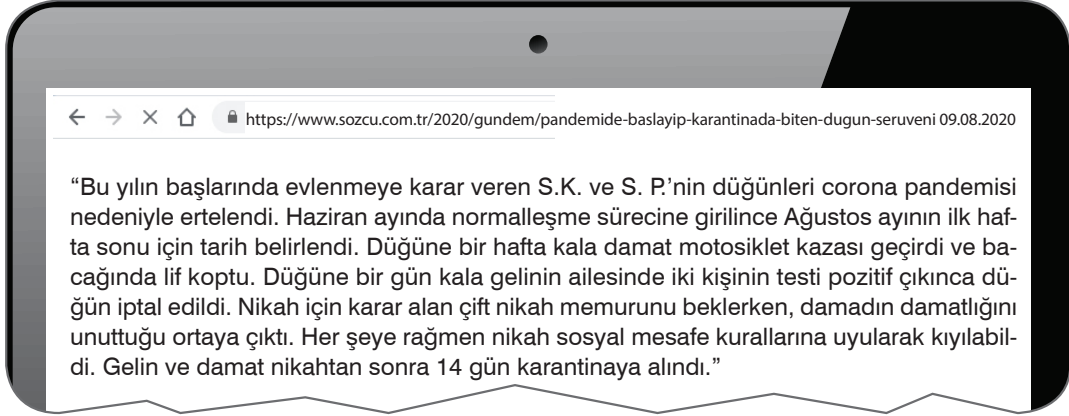 https://www.sozcu.com.tr/2020/gundem/pandemide-baslayip-karantinada-biten-dugun-seruveni 09.08.2020
“Bu yılın başlarında evlenmeye karar veren S.K. ve S. P.’nin düğünleri corona pandemisi
nedeniyle ertelendi. Haziran ayında normalleşme sürecine girilince Ağustos ayının ilk haf-
ta sonu için tarih belirlendi. Düğüne bir hafta kala damat motosiklet kazası geçirdi ve ba-
cağında lif koptu. Düğüne bir gün kala gelinin ailesinde iki kişinin testi pozitif çıkınca dü-
ğün iptal edildi. Nikah için karar alan çift nikah memurunu beklerken, damadın damatlığını
unuttuğu ortaya çıktı. Her şeye rağmen nikah sosyal mesafe kurallarına uyularak kıyılabil-
di. Gelin ve damat nikahtan sonra 14 gün karantinaya alındı.”